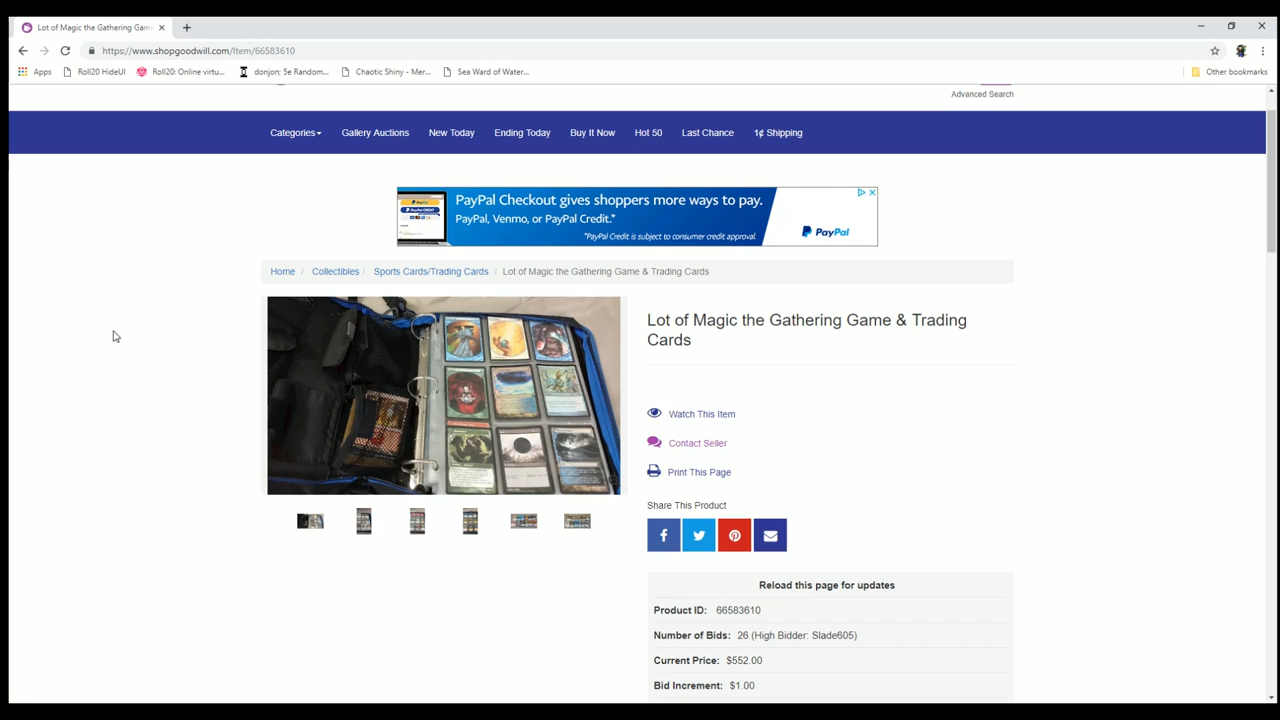 Lot of Magic the Gathering Gam
https://www.shopgoodwill.com/Item/66583610
Apps Roll20 HideUI Roll20: Online virtu... donjon; 5e Random... Chaotic Shiny - Mer... Sea Ward of Water... Other bookmarks
Advanced Search
Categories Gallery Auctions New Today Ending Today Buy It Now Hot 50 Last Chance 1¢ Shipping
PayPal Checkout gives shoppers more ways to pay.
PayPal, Venmo, or PayPal Credit.*
*PayPal Credit is subject to consumer credit approval.
PayPal
Home / Collectibles / Sports Cards/Trading Cards / Lot of Magic the Gathering Game & Trading Cards
Lot of Magic the Gathering Game & Trading
Cards
Watch This Item
Contact Seller
Print This Page
Share This Product
Reload this page for updates
Product ID: 66583610
Number of Bids: 26 (High Bidder: Slade605)
Current Price: $552.00
Bid Increment: $1.00